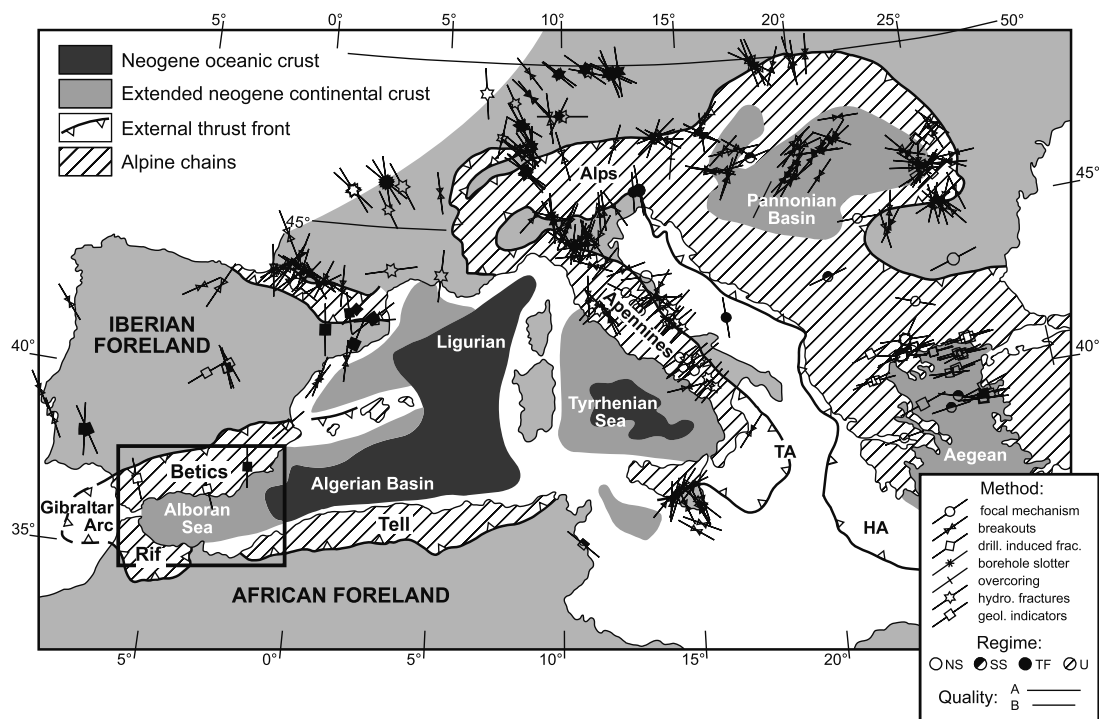 5° 0° 5° 10° 15° 20° 25° 50°
Neogene oceanic crust
Extended neogene continental crust
External thrust front
Alpine chains
Alps
45°
Pannonian
Basin
45°
IBERIAN
FORELAND
Ligurian
Apennines
40°
40°
Tyrrhenian
Sea
Betics
TA
Aegean
Algerian Basin
Gibraltar
Arc
Alboran
Sea
Tell
HA
35°
Rif
AFRICAN FORELAND
5° 0° 5° 10° 15° 20°
Method:
focal mechanism
breakouts
drill. induced frac.
borehole slotter
overcoring
hydro. fractures
geol. indicators
Regime:
NS SS TF U
Quality: A
B